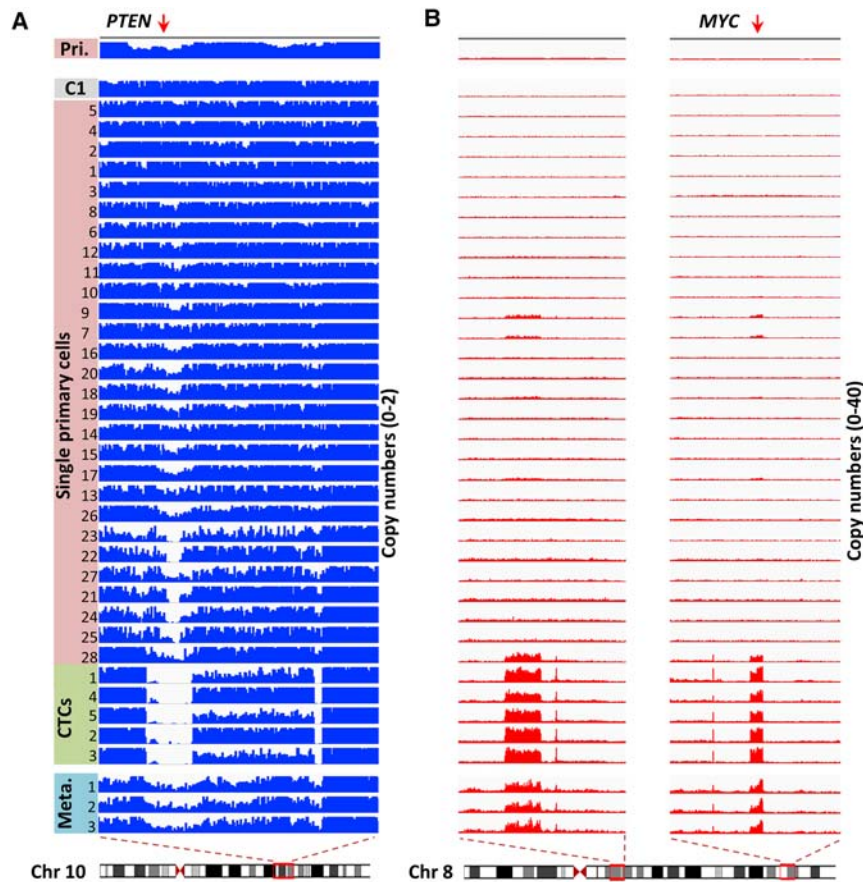 A
PTEN
B
MYC
Pri.
C1
Single primary cells
5
4
2
1
3
8
6
12
11
10
9
7
16
20
18
19
14
15
17
13
26
23
22
27
21
24
25
28
CTCs
1
4
5
2
3
Meta.
1
2
3
Copy numbers (0-2)
Copy numbers (0-40)
Chr 10
Chr 8